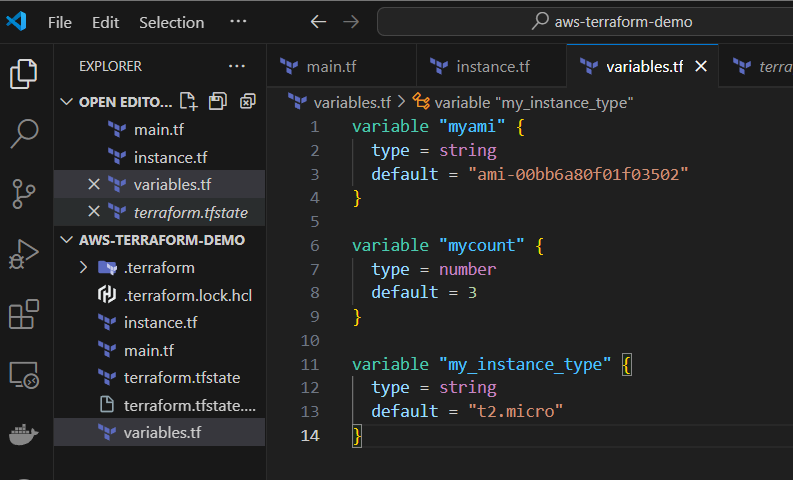 File Edit Selection ...
aws-terraform-demo
EXPLORER ...
OPEN EDITO...
main.tf
instance.tf
variables.tf
terraform.tfstate
AWS-TERRAFORM-DEMO
.terraform
.terraform.lock.hcl
instance.tf
main.tf
terraform.tfstate
terraform.tfstate....
variables.tf
main.tf instance.tf variables.tf terra
variables.tf > variable "my_instance_type"
1 variable "myami" {
2 type = string
3 default = "ami-00bb6a80f01f03502"
4 }
5
6 variable "mycount" {
7 type = number
8 default = 3
9 }
10
11 variable "my_instance_type" {
12 type = string
13 default = "t2.micro"
14 }